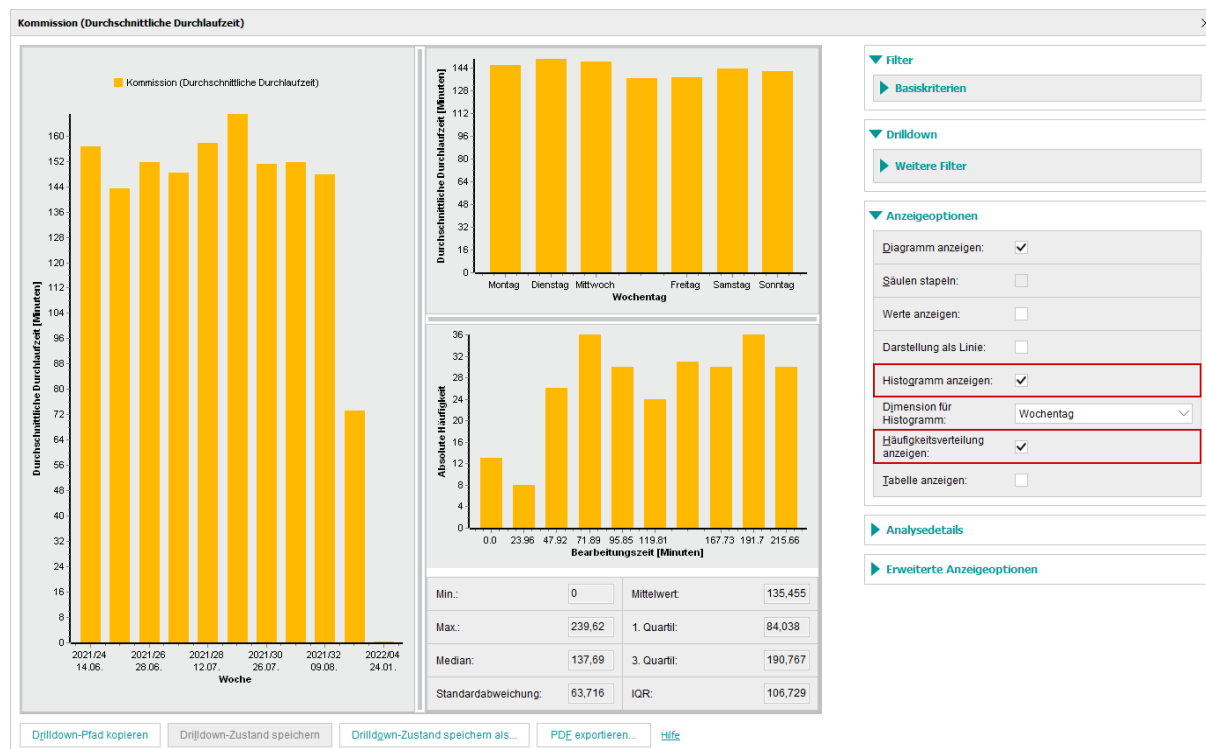 Kommission (Durchschnittliche Durchlaufzeit)
Kommission (Durchschnittliche Durchlaufzeit)
Durchschnittliche Durchlaufzeit [Minuten]
160
152
144
136
128
120
112
104
96
88
80
72
64
56
48
40
32
24
16
8
0
2021/24 2021/26 2021/28 2021/30 2021/32 2022/04
14.06. 28.06. 12.07. 26.07. 09.08. 24.01.
Woche
Durchschnittliche Durchlaufzeit [Minuten]
144
128
112
96
80
64
48
32
16
0
Montag Dienstag Mittwoch Freitag Samstag Sonntag
Wochentag
Absolute Häufigkeit
36
32
28
24
20
16
12
8
4
0
0.0 23.96 47.92 71.89 95.85 119.81 167.73 191.7 215.66
Bearbeitungszeit [Minuten]
Min.: 0 Mittelwert: 135,455
Max.: 239,62 1. Quartil: 84,038
Median: 137,69 3. Quartil: 190,767
Standardabweichung: 63,716 IQR: 106,729
Filter
Basiskriterien
Drilldown
Weitere Filter
Anzeigeoptionen
Diagramm anzeigen:
Säulen stapeln:
Werte anzeigen:
Darstellung als Linie:
Histogramm anzeigen:
Dimension für
Histogramm:
Wochentag
Häufigkeitsverteilung
anzeigen:
Tabelle anzeigen:
Analysedetails
Erweiterte Anzeigeoptionen
Drilldown-Pfad kopieren Drilldown-Zustand speichern Drilldown-Zustand speichern als... PDF exportieren... Hilfe